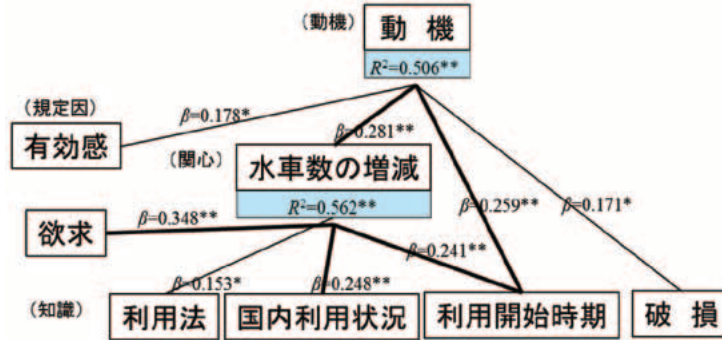 (動機)
動 機
R²=0.506**
(規定因)
β=0.178*
有効感
β=0.281**
(関心)
水車数の増減
R²=0.562**
β=0.259**
β=0.171*
欲求
β=0.348**
β=0.241**
β=0.153*
β=0.248**
(知識)
利用法
国内利用状況
利用開始時期
破 損